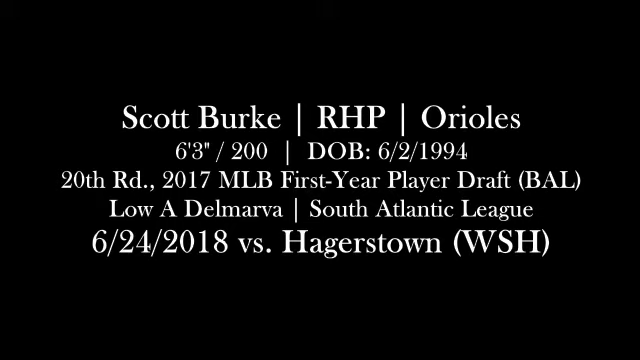 Scott Burke | RHP | Orioles
6'3" / 200 | DOB: 6/2/1994
20th Rd., 2017 MLB First-Year Player Draft (BAL)
Low A Delmarva | South Atlantic League
6/24/2018 vs. Hagerstown (WSH)